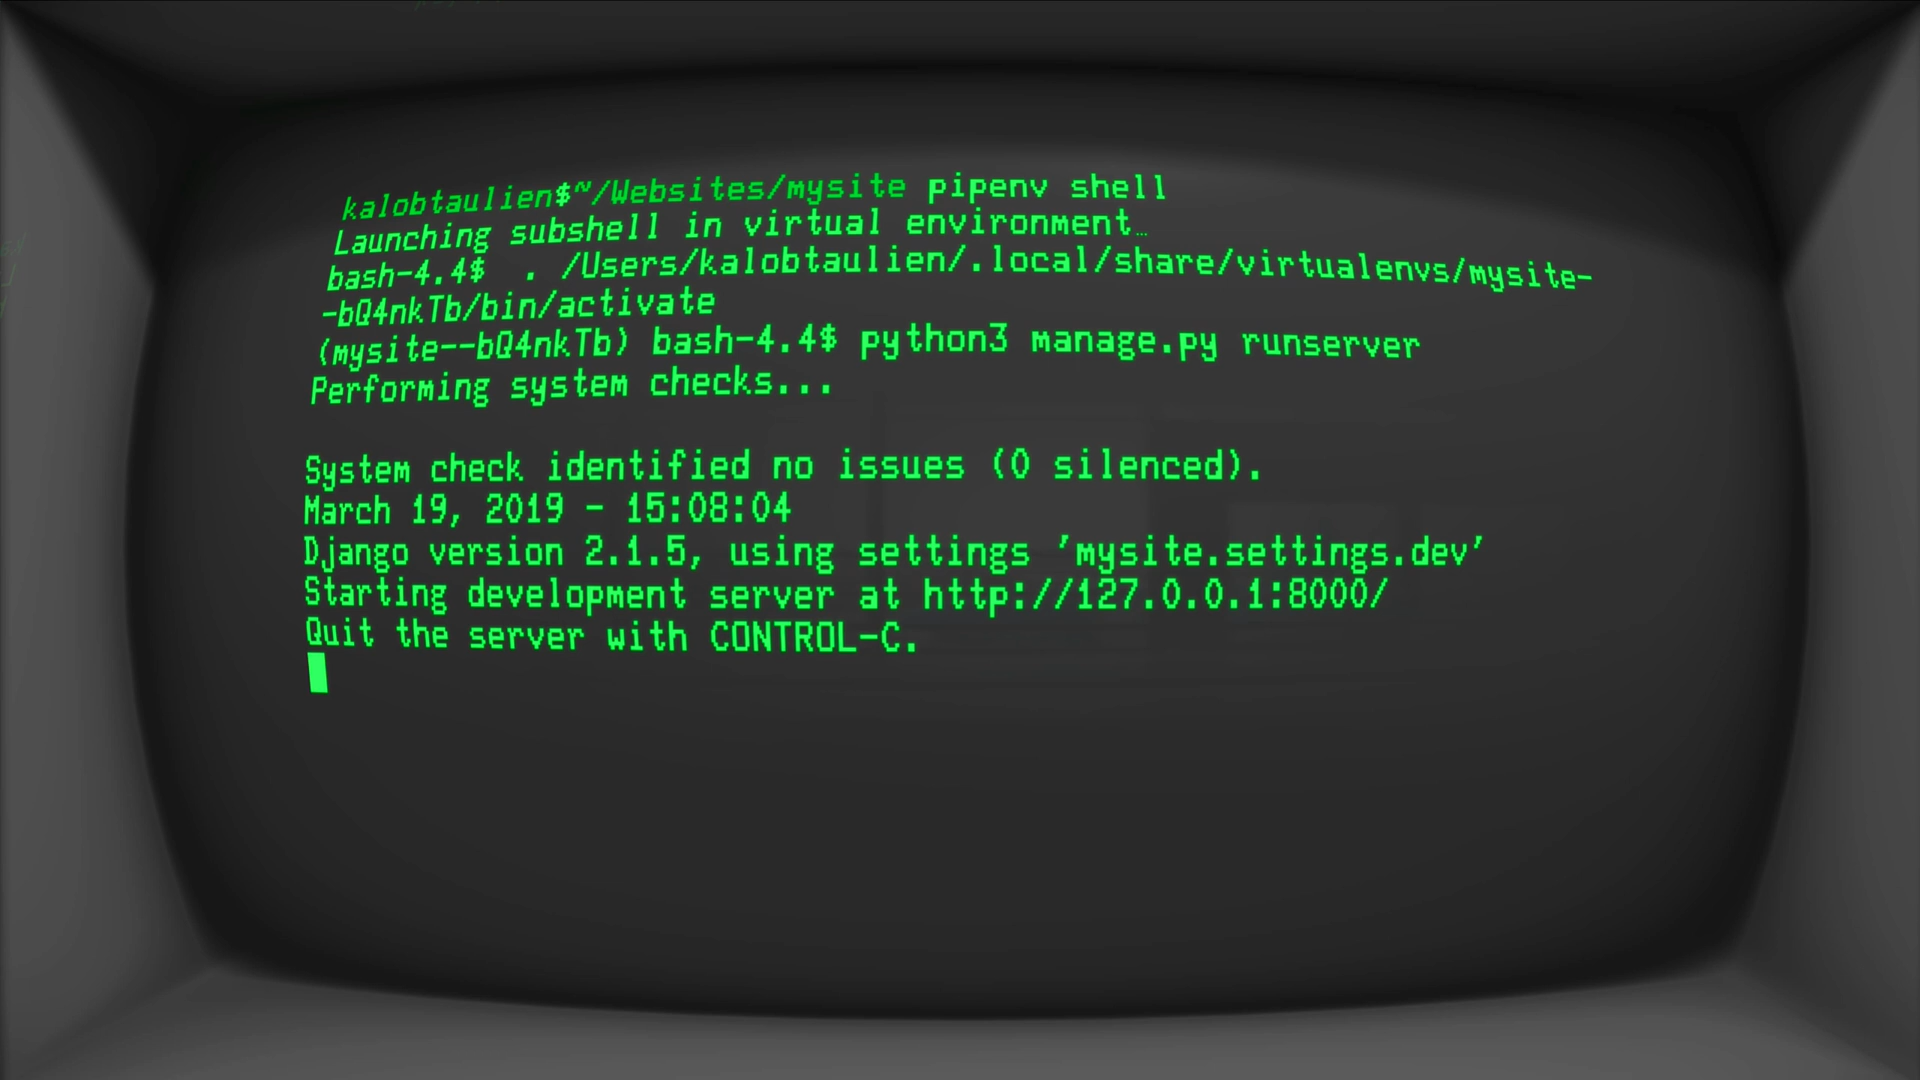 kalobtaulien$~/Websites/mysite pipenv shell
Launching subshell in virtual environment…
bash-4.4$  . /Users/kalobtaulien/.local/share/virtualenvs/mysite-
-bQ4nkTb/bin/activate
(mysite--bQ4nkTb) bash-4.4$ python3 manage.py runserver
Performing system checks...
System check identified no issues (0 silenced).
March 19, 2019 - 15:08:04
Django version 2.1.5, using settings 'mysite.settings.dev'
Starting development server at http://127.0.0.1:8000/
Quit the server with CONTROL-C.